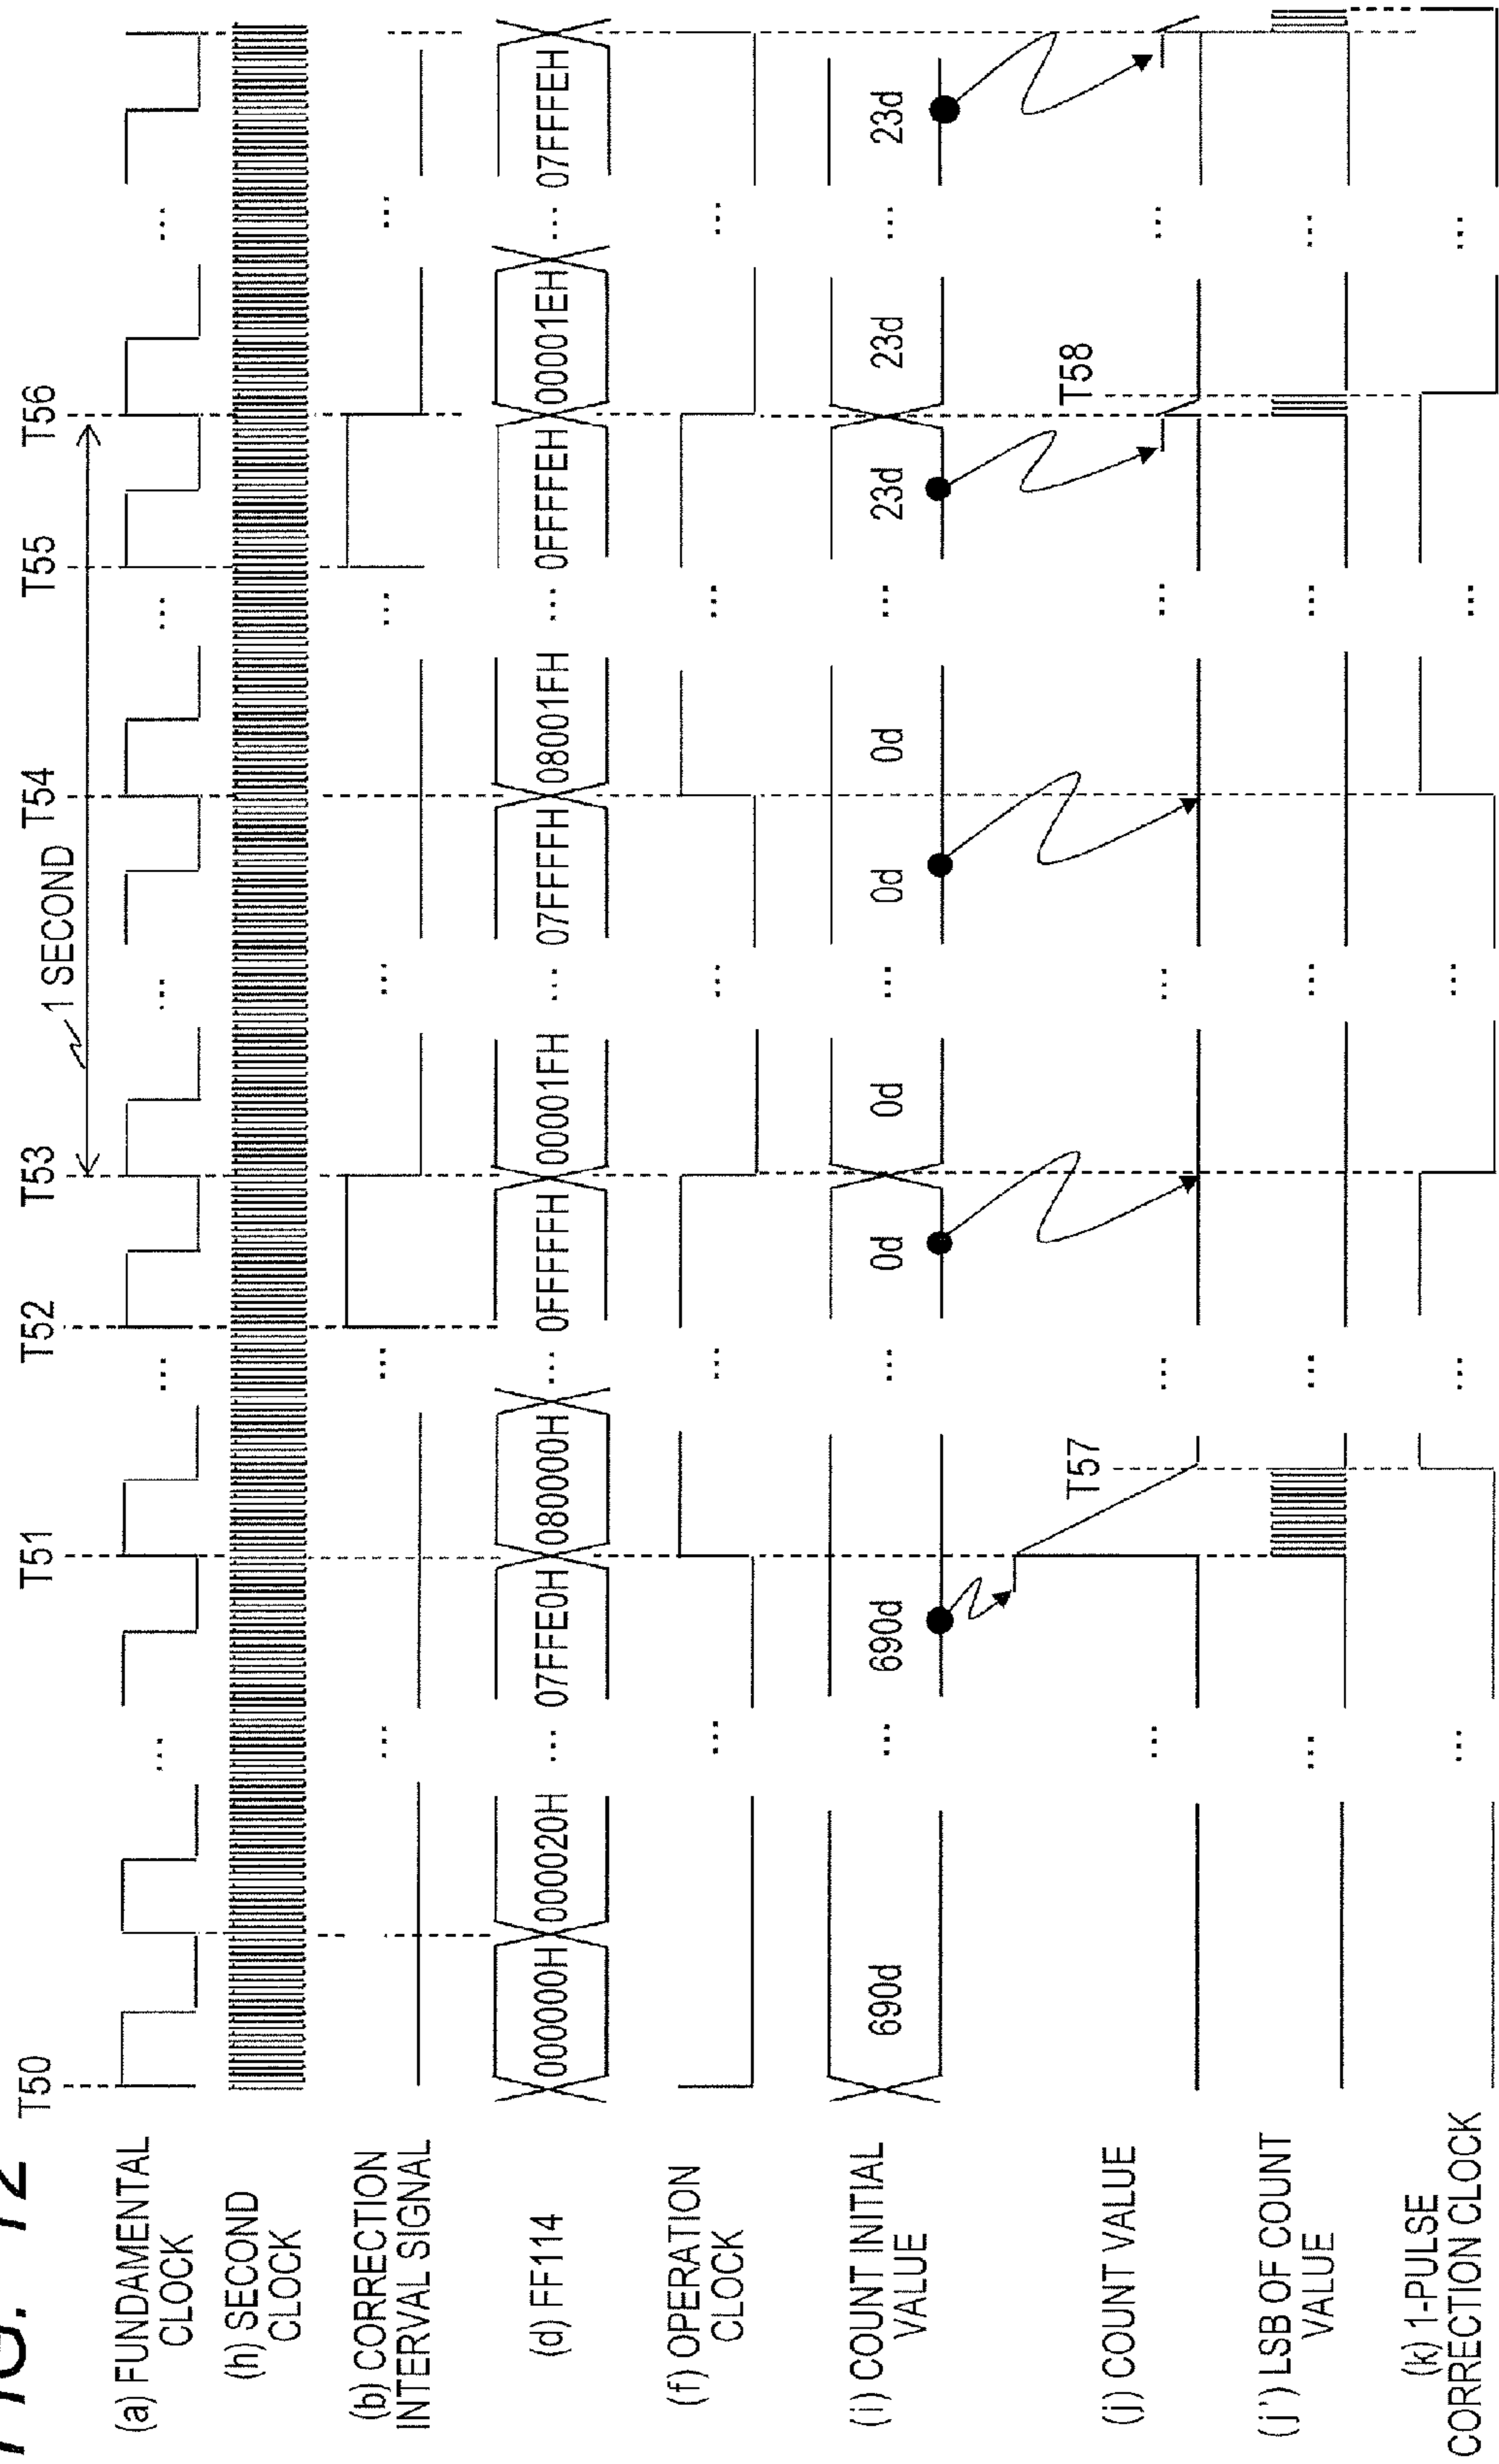 FIG. 12
T50
T51
T52
T53
T54
T55
T56
1 SECOND
(a) FUNDAMENTAL
CLOCK
...
...
...
...
...
(h) SECOND
CLOCK
(b) CORRECTION
INTERVAL SIGNAL
...
...
...
...
...
(d) FF114
000000H
000020H
...
07FFE0H
080000H
...
0FFFFFH
00001FH
...
07FFFFH
08001FH
...
0FFFFEH
00001EH
...
07FFFEH
(f) OPERATION
CLOCK
...
...
...
...
...
(i) COUNT INITIAL
VALUE
690d
...
690d
...
0d
0d
...
0d
0d
...
23d
23d
...
23d
(j) COUNT VALUE
...
T57
...
...
...
T58
...
(j') LSB OF COUNT
VALUE
...
...
...
...
...
(k) 1-PULSE
CORRECTION CLOCK
...
...
...
...
...